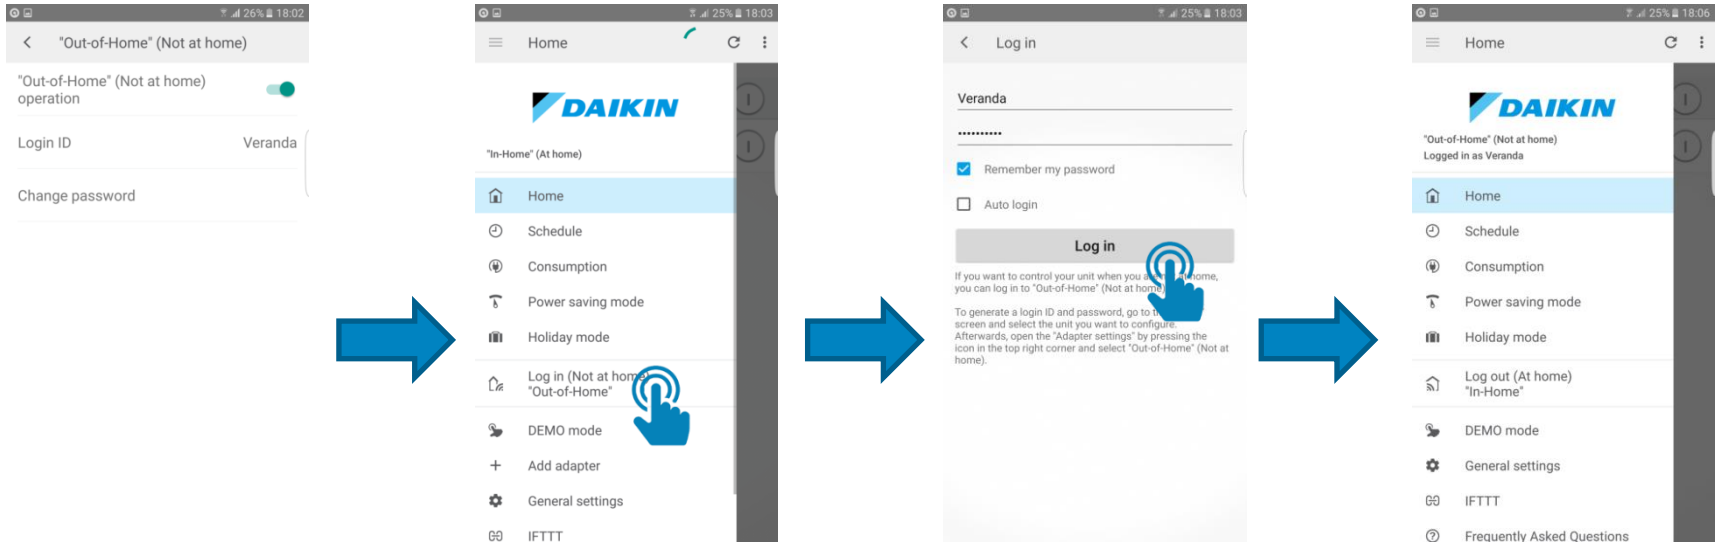 26% 18:02
"Out-of-Home" (Not at home)
"Out-of-Home" (Not at home)
operation
Login ID Veranda
Change password
25% 18:03
Home
DAIKIN
"In-Home" (At home)
Home
Schedule
Consumption
Power saving mode
Holiday mode
Log in (Not at home)
"Out-of-Home"
DEMO mode
Add adapter
General settings
IFTTT
25% 18:03
Log in
Veranda
••••••••••
Remember my password
Auto login
Log in
If you want to control your unit when you at home,
you can log in to "Out-of-Home" (Not at home)
To generate a login ID and password, go to
screen and select the unit you want to configure.
Afterwards, open the "Adapter settings" by pressing the
icon in the top right corner and select "Out-of-Home" (Not at
home).
25% 18:06
Home
DAIKIN
"Out-of-Home" (Not at home)
Logged in as Veranda
Home
Schedule
Consumption
Power saving mode
Holiday mode
Log out (At home)
"In-Home"
DEMO mode
General settings
IFTTT
Frequently Asked Questions